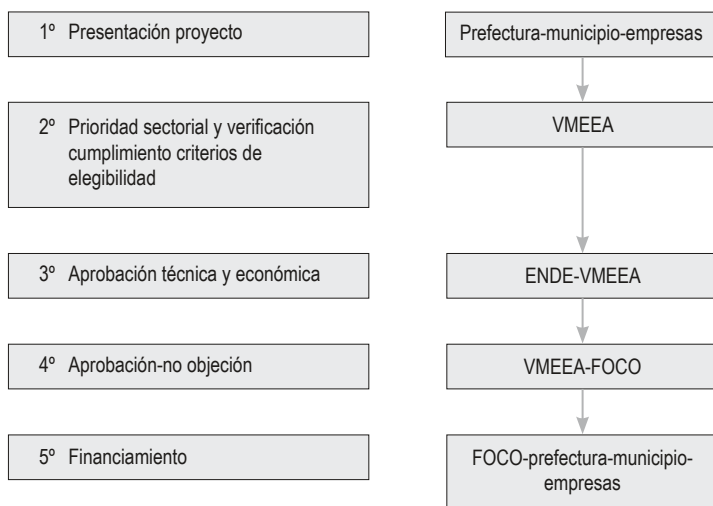 1º Presentación proyecto
Prefectura-municipio-empresas
2º Prioridad sectorial y verificación
cumplimiento criterios de
elegibilidad
VMEEA
3º Aprobación técnica y económica
ENDE-VMEEA
4º Aprobación-no objeción
VMEEA-FOCO
5º Financiamiento
FOCO-prefectura-municipio-
empresas